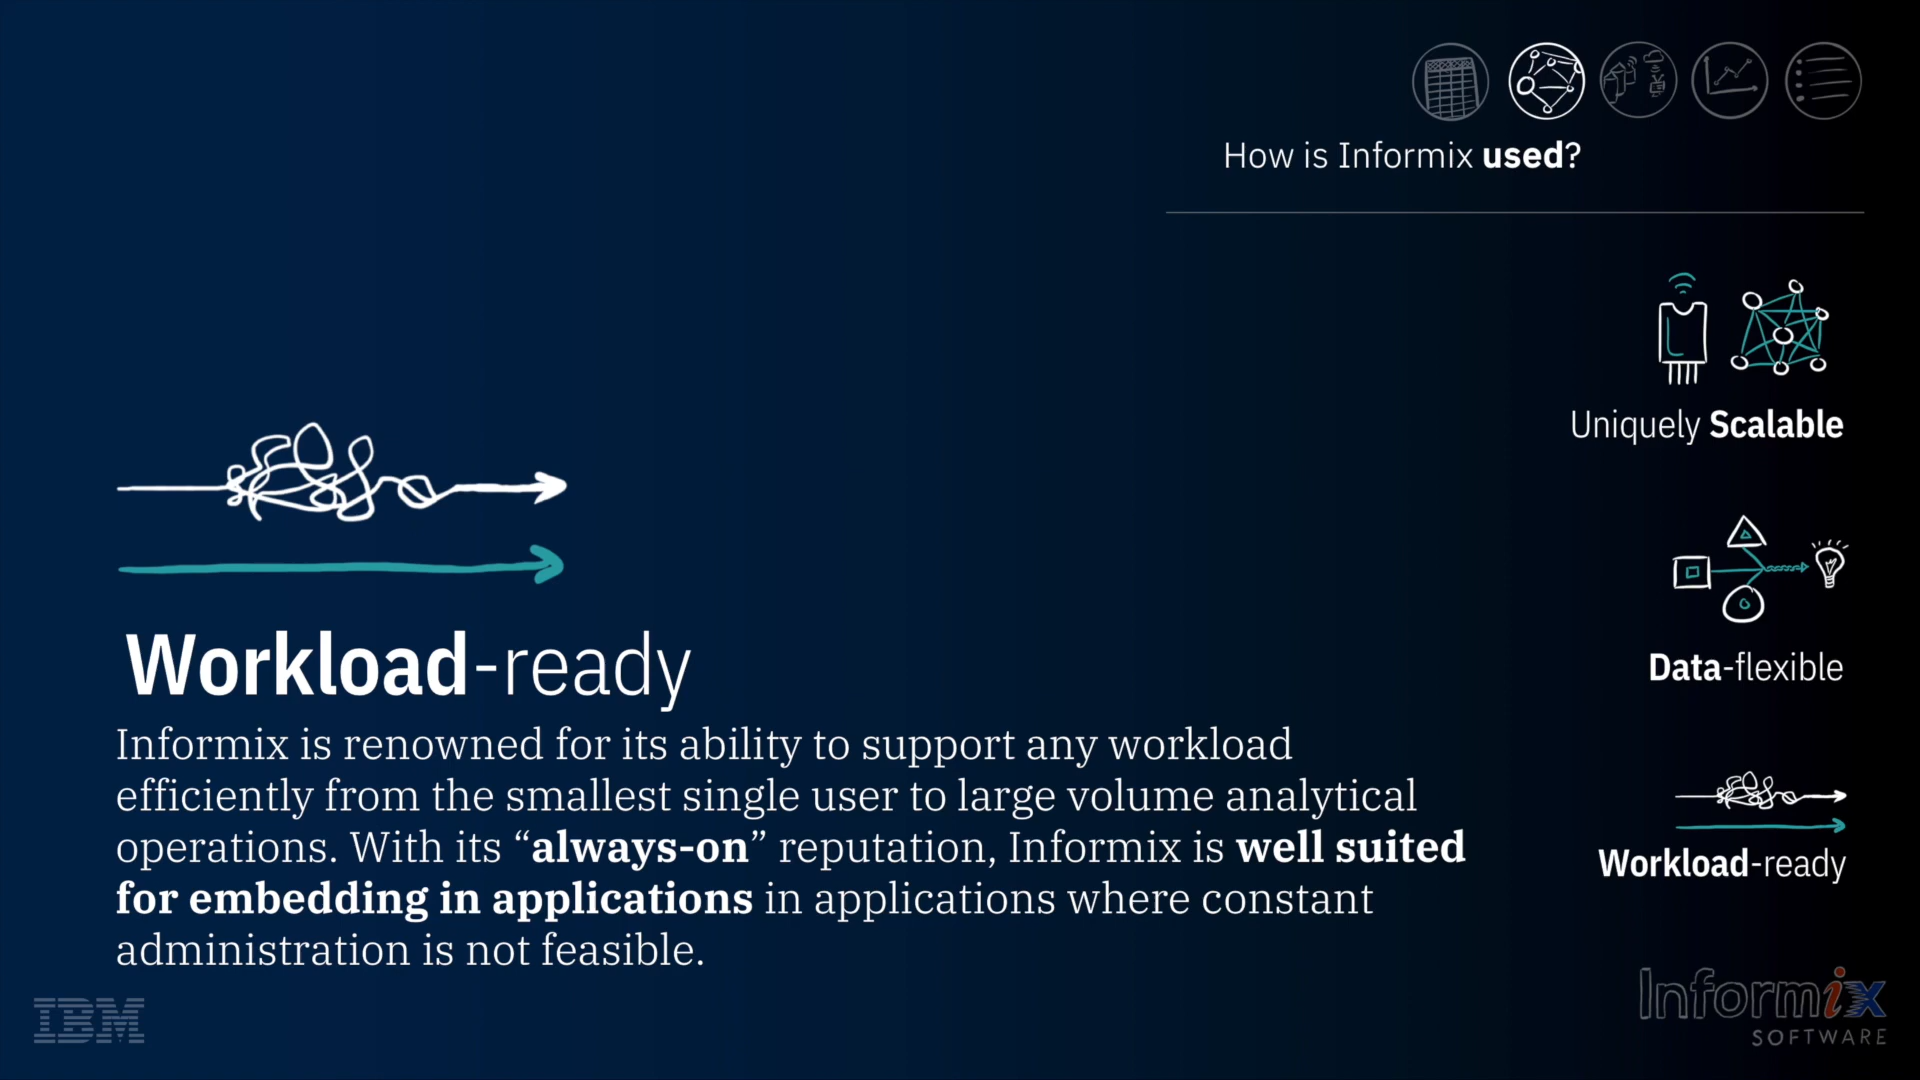 How is Informix used?
Uniquely Scalable
Data-flexible
Workload-ready
Workload-ready
Informix is renowned for its ability to support any workload
efficiently from the smallest single user to large volume analytical
operations. With its “always-on” reputation, Informix is well suited
for embedding in applications in applications where constant
administration is not feasible.
IBM
Informix
SOFTWARE